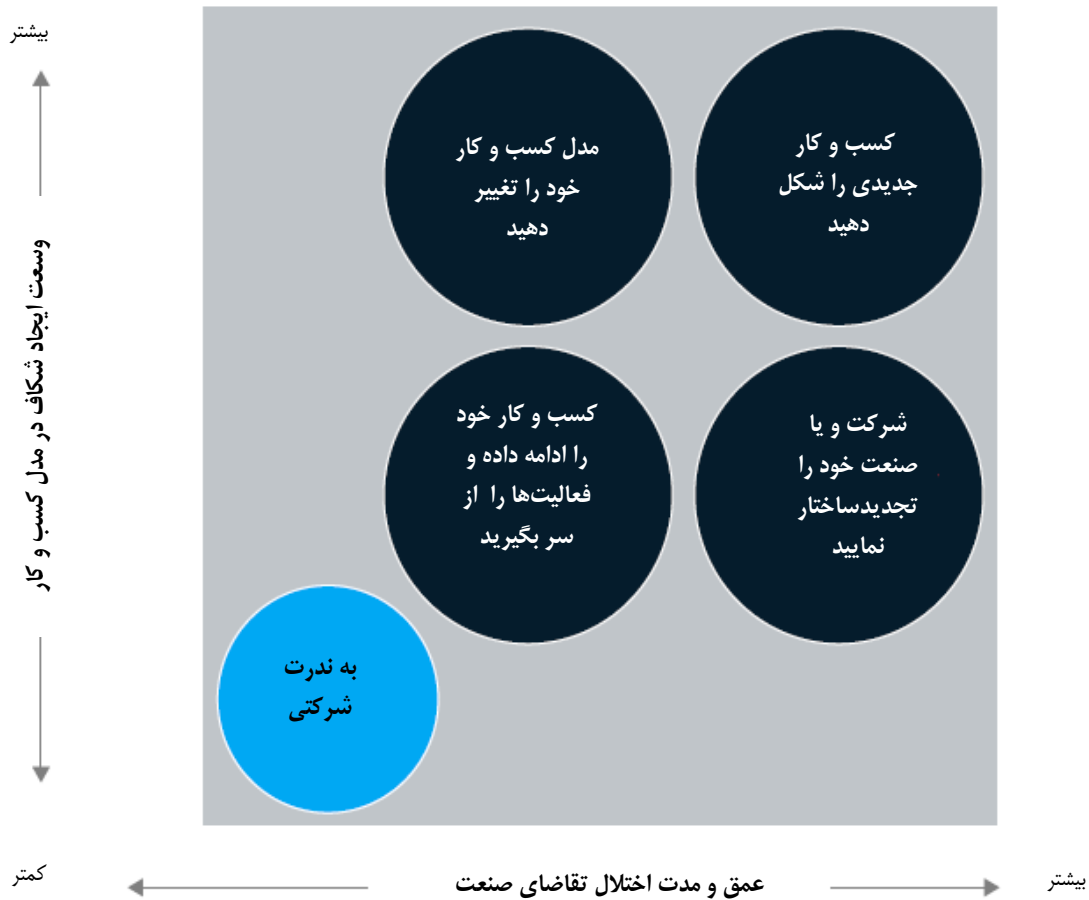 بیشتر
وسعت ایجاد شکاف در مدل کسب و کار
کمتر
کسب و کار
جدیدی را شکل
دهید
مدل کسب و کار
خود را تغییر
دهید
شرکت و یا
صنعت خود را
تجدیدساختار
نمایید
کسب و کار خود
را ادامه داده و
فعالیت‌ها را از
سر بگیرید
به ندرت
شرکتی
عمق و مدت اختلال تقاضای صنعت
بیشتر